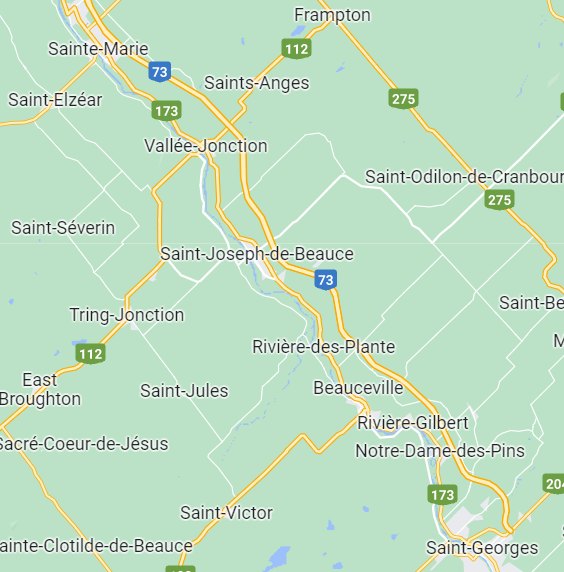 Frampton
Sainte-Marie
112
73
Saints-Anges
Saint-Elzéar
275
173
Vallée-Jonction
Saint-Odilon-de-Cranbour
275
Saint-Séverin
Saint-Joseph-de-Beauce
73
Saint-Be
Tring-Jonction
M
112
Rivière-des-Plante
East
Broughton
Saint-Jules
Beauceville
Rivière-Gilbert
Sacré-Coeur-de-Jésus
Notre-Dame-des-Pins
204
173
Saint-Victor
ainte-Clotilde-de-Beauce
Saint-Georges